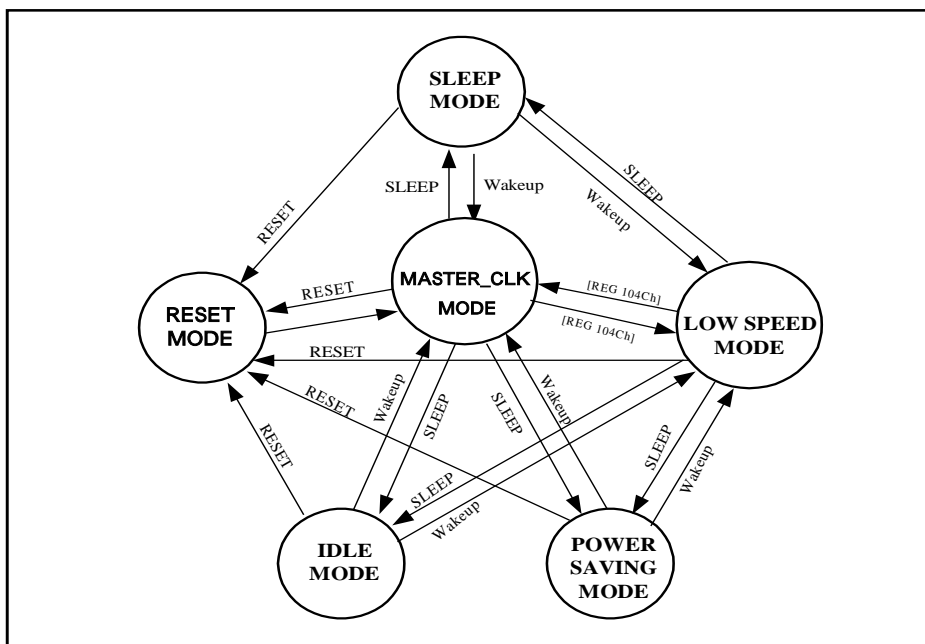 SLEEP
MODE
SLEEP
RESET
SLEEP
Wakeup
Wakeup
MASTER_CLK
MODE
RESET
[REG 104Ch]
[REG 104Ch]
RESET
MODE
LOW SPEED
MODE
RESET
RESET
Wakeup
SLEEP
SLEEP
Wakeup
SLEEP
Wakeup
RESET
SLEEP
Wakeup
IDLE
MODE
POWER
SAVING
MODE